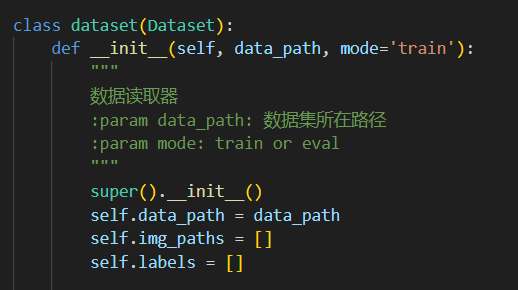 class dataset(Dataset):
    def __init__(self, data_path, mode='train'):
        """
        数据读取器
        :param data_path: 数据集所在路径
        :param mode: train or eval
        """
        super().__init__()
        self.data_path = data_path
        self.img_paths = []
        self.labels = []